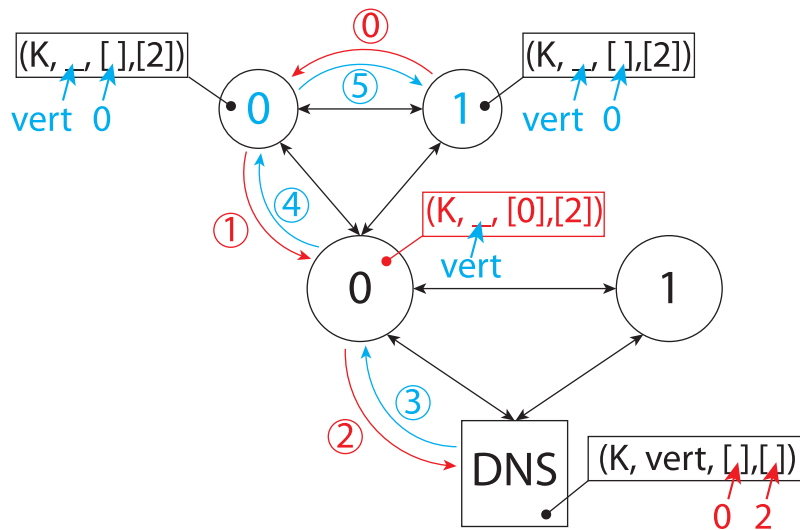 ⓪
(K, _, [ ],[2])
(K, _, [ ],[2])
⑤
vert 0
0
1
vert 0
④
①
(K, _, [0],[2])
vert
0
1
③
②
DNS
(K, vert, [ ],[ ])
0 2